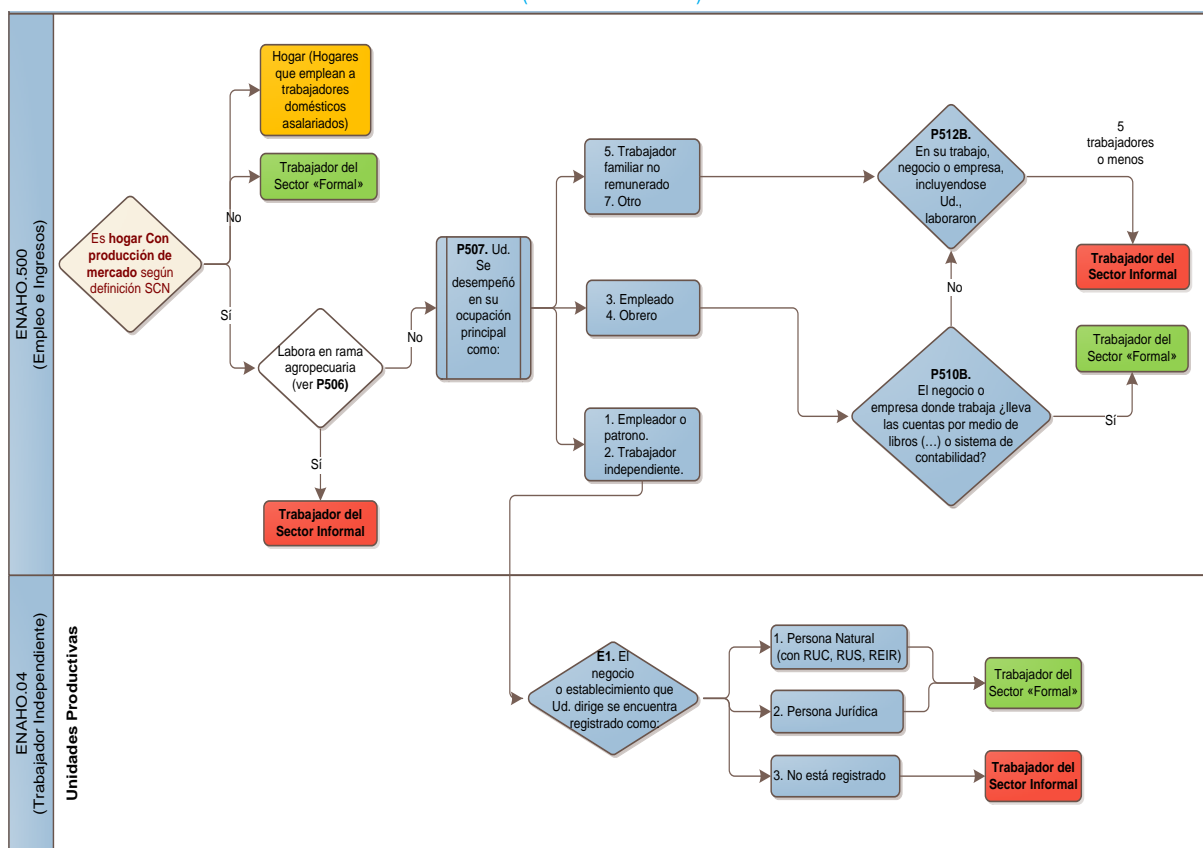 ENAHO.500
(Empleo e Ingresos)
Hogar (Hogares
que emplean a
trabajadores
domésticos
asalariados)
Trabajador del
Sector «Formal»
No
Es hogar Con
producción de
mercado según
definición SCN
Sí
Labora en rama
agropecuaria
(ver P506)
No
Sí
Trabajador del
Sector Informal
P507. Ud.
Se
desempeñó
en su
ocupación
principal
como:
5. Trabajador
familiar no
remunerado
7. Otro
3. Empleado
4. Obrero
1. Empleador o
patrono.
2. Trabajador
independiente.
P512B.
En su trabajo,
negocio o empresa,
incluyendose
Ud.,
laboraron
5
trabajadores
o menos
Trabajador del
Sector Informal
No
P510B.
El negocio o
empresa donde trabaja ¿lleva
las cuentas por medio de
libros (...) o sistema de
contabilidad?
Sí
Trabajador del
Sector «Formal»
ENAHO.04
(Trabajador Independiente)
Unidades Productivas
E1. El
negocio
o establecimiento que
Ud. dirige se encuentra
registrado como:
1. Persona Natural
(con RUC, RUS, REIR)
2. Persona Jurídica
3. No está registrado
Trabajador del
Sector «Formal»
Trabajador del
Sector Informal